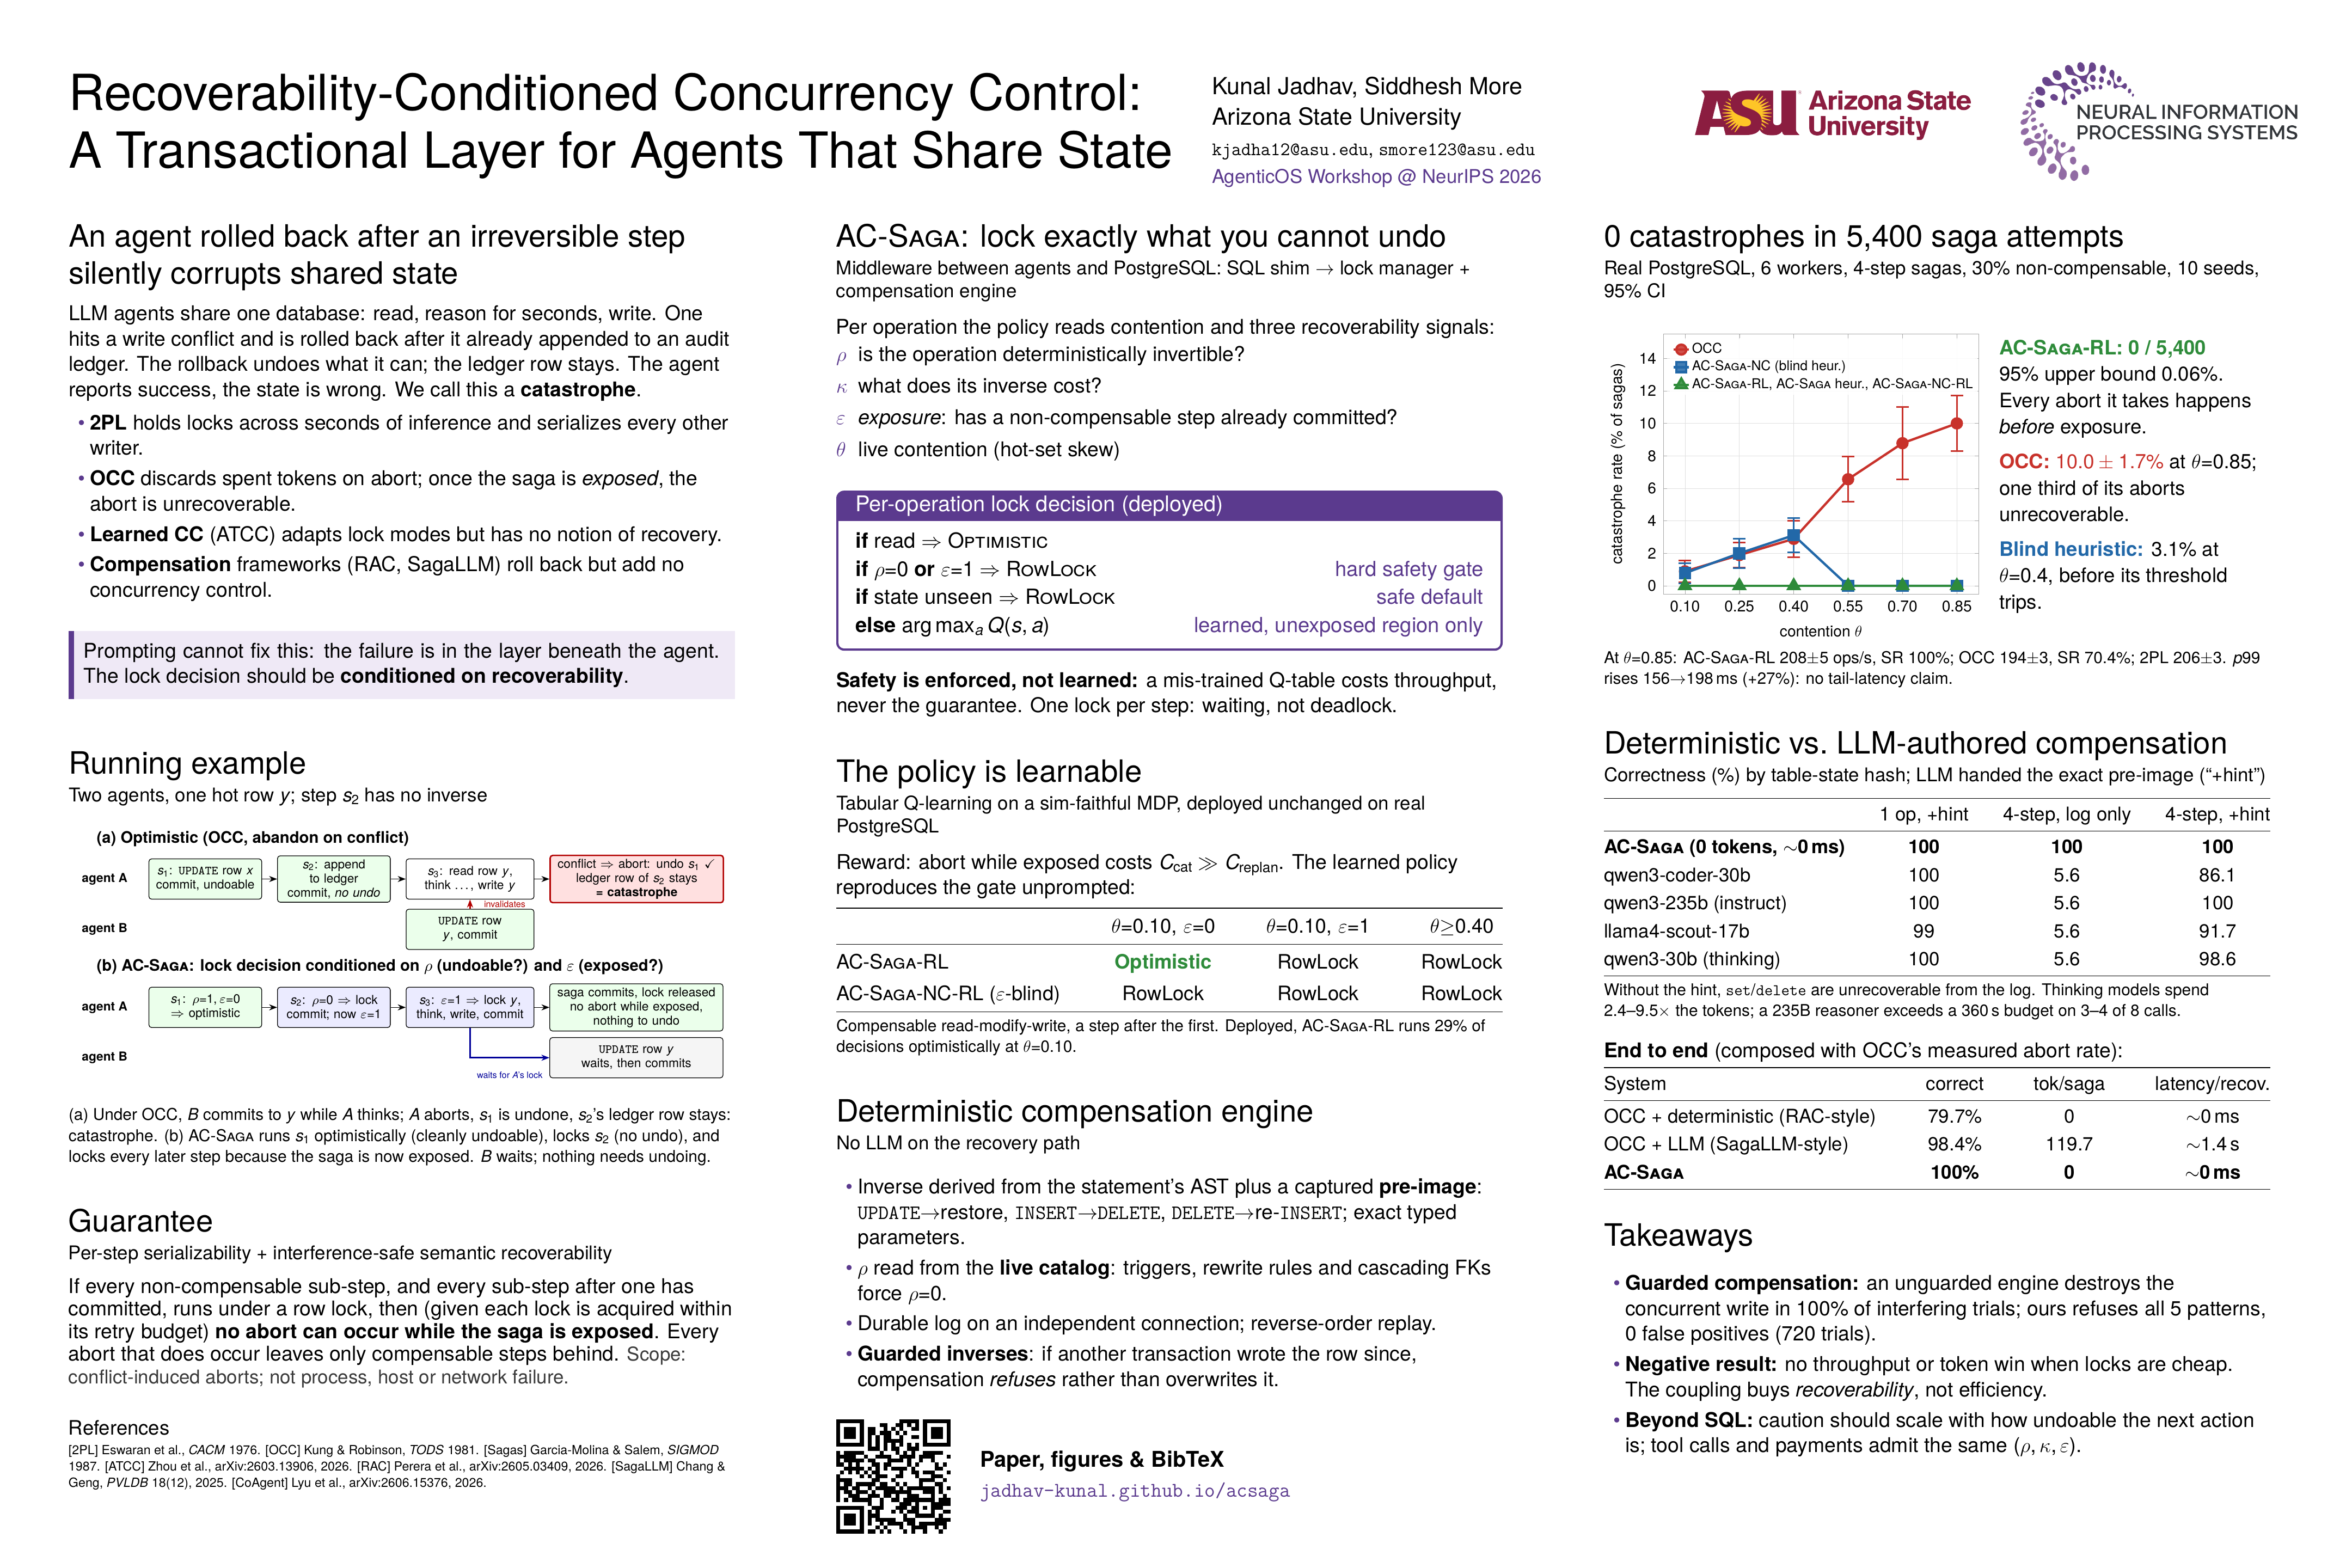 Recoverability-Conditioned Concurrency Control:
A Transactional Layer for Agents That Share State
Kunal Jadhav, Siddhesh More
Arizona State University
kjadha12@asu.edu, smore123@asu.edu
AgenticOS Workshop @ NeurIPS 2026
ASU Arizona State
University
NEURAL INFORMATION
PROCESSING SYSTEMS
An agent rolled back after an irreversible step
silently corrupts shared state
LLM agents share one database: read, reason for seconds, write. One
hits a write conflict and is rolled back after it already appended to an audit
ledger. The rollback undoes what it can; the ledger row stays. The agent
reports success, the state is wrong. We call this a catastrophe.
• 2PL holds locks across seconds of inference and serializes every other
writer.
• OCC discards spent tokens on abort; once the saga is exposed, the
abort is unrecoverable.
• Learned CC (ATCC) adapts lock modes but has no notion of recovery.
• Compensation frameworks (RAC, SagaLLM) roll back but add no
concurrency control.
Prompting cannot fix this: the failure is in the layer beneath the agent.
The lock decision should be conditioned on recoverability.
Running example
Two agents, one hot row y; step s₂ has no inverse
(a) Optimistic (OCC, abandon on conflict)
agent A
s₁: UPDATE row x
commit, undoable
s₂: append
to ledger
commit, no undo
s₃: read row y,
think ..., write y
conflict ⇒ abort: undo s₁ ✓
ledger row of s₂ stays
= catastrophe
invalidates
agent B
UPDATE row
y, commit
(b) AC-SAGA: lock decision conditioned on ρ (undoable?) and ε (exposed?)
agent A
s₁: ρ=1, ε=0
⇒ optimistic
s₂: ρ=0 ⇒ lock
commit; now ε=1
s₃: ε=1 ⇒ lock y,
think, write, commit
saga commits, lock released
no abort while exposed,
nothing to undo
agent B
UPDATE row y
waits, then commits
waits for A's lock
(a) Under OCC, B commits to y while A thinks; A aborts, s₁ is undone, s₂'s ledger row stays:
catastrophe. (b) AC-SAGA runs s₁ optimistically (cleanly undoable), locks s₂ (no undo), and
locks every later step because the saga is now exposed. B waits; nothing needs undoing.
Guarantee
Per-step serializability + interference-safe semantic recoverability
If every non-compensable sub-step, and every sub-step after one has
committed, runs under a row lock, then (given each lock is acquired within
its retry budget) no abort can occur while the saga is exposed. Every
abort that does occur leaves only compensable steps behind. Scope:
conflict-induced aborts; not process, host or network failure.
References
[2PL] Eswaran et al., CACM 1976. [OCC] Kung & Robinson, TODS 1981. [Sagas] Garcia-Molina & Salem, SIGMOD
1987. [ATCC] Zhou et al., arXiv:2603.13906, 2026. [RAC] Perera et al., arXiv:2605.03409, 2026. [SagaLLM] Chang &
Geng, PVLDB 18(12), 2025. [CoAgent] Lyu et al., arXiv:2606.15376, 2026.
AC-SAGA: lock exactly what you cannot undo
Middleware between agents and PostgreSQL: SQL shim → lock manager +
compensation engine
Per operation the policy reads contention and three recoverability signals:
ρ is the operation deterministically invertible?
κ what does its inverse cost?
ε exposure: has a non-compensable step already committed?
θ live contention (hot-set skew)
Per-operation lock decision (deployed)
if read ⇒ OPTIMISTIC
if ρ=0 or ε=1 ⇒ ROWLOCK hard safety gate
if state unseen ⇒ ROWLOCK safe default
else arg maxₐ Q(s, a) learned, unexposed region only
Safety is enforced, not learned: a mis-trained Q-table costs throughput,
never the guarantee. One lock per step: waiting, not deadlock.
The policy is learnable
Tabular Q-learning on a sim-faithful MDP, deployed unchanged on real
PostgreSQL
Reward: abort while exposed costs C_cat ≫ C_replan. The learned policy
reproduces the gate unprompted:
θ=0.10, ε=0 θ=0.10, ε=1 θ≥0.40
AC-SAGA-RL Optimistic RowLock RowLock
AC-SAGA-NC-RL (ε-blind) RowLock RowLock RowLock
Compensable read-modify-write, a step after the first. Deployed, AC-SAGA-RL runs 29% of
decisions optimistically at θ=0.10.
Deterministic compensation engine
No LLM on the recovery path
• Inverse derived from the statement's AST plus a captured pre-image:
UPDATE→restore, INSERT→DELETE, DELETE→re-INSERT; exact typed
parameters.
• ρ read from the live catalog: triggers, rewrite rules and cascading FKs
force ρ=0.
• Durable log on an independent connection; reverse-order replay.
• Guarded inverses: if another transaction wrote the row since,
compensation refuses rather than overwrites it.
Paper, figures & BibTeX
jadhav-kunal.github.io/acsaga
0 catastrophes in 5,400 saga attempts
Real PostgreSQL, 6 workers, 4-step sagas, 30% non-compensable, 10 seeds,
95% CI
catastrophe rate (% of sagas)
14
12
10
8
6
4
2
0
OCC
AC-SAGA-NC (blind heur.)
AC-SAGA-RL, AC-SAGA heur., AC-SAGA-NC-RL
0.10 0.25 0.40 0.55 0.70 0.85
contention θ
AC-SAGA-RL: 0 / 5,400
95% upper bound 0.06%.
Every abort it takes happens
before exposure.
OCC: 10.0 ± 1.7% at θ=0.85;
one third of its aborts
unrecoverable.
Blind heuristic: 3.1% at
θ=0.4, before its threshold
trips.
At θ=0.85: AC-SAGA-RL 208±5 ops/s, SR 100%; OCC 194±3, SR 70.4%; 2PL 206±3. p99
rises 156→198 ms (+27%): no tail-latency claim.
Deterministic vs. LLM-authored compensation
Correctness (%) by table-state hash; LLM handed the exact pre-image (“+hint”)
1 op, +hint 4-step, log only 4-step, +hint
AC-SAGA (0 tokens, ~0 ms) 100 100 100
qwen3-coder-30b 100 5.6 86.1
qwen3-235b (instruct) 100 5.6 100
llama4-scout-17b 99 5.6 91.7
qwen3-30b (thinking) 100 5.6 98.6
Without the hint, set/delete are unrecoverable from the log. Thinking models spend
2.4–9.5× the tokens; a 235B reasoner exceeds a 360 s budget on 3–4 of 8 calls.
End to end (composed with OCC's measured abort rate):
System correct tok/saga latency/recov.
OCC + deterministic (RAC-style) 79.7% 0 ~0 ms
OCC + LLM (SagaLLM-style) 98.4% 119.7 ~1.4 s
AC-SAGA 100% 0 ~0 ms
Takeaways
• Guarded compensation: an unguarded engine destroys the
concurrent write in 100% of interfering trials; ours refuses all 5 patterns,
0 false positives (720 trials).
• Negative result: no throughput or token win when locks are cheap.
The coupling buys recoverability, not efficiency.
• Beyond SQL: caution should scale with how undoable the next action
is; tool calls and payments admit the same (ρ, κ, ε).